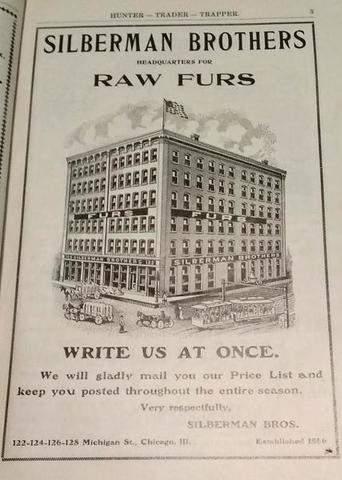 HUNTER — TRADER — TRAPPER. 3
SILBERMAN BROTHERS
HEADQUARTERS FOR
RAW FURS
FURS FURS
SILBERMAN BROTHERS SILBERMAN BROTHERS
WRITE US AT ONCE.
We will gladly mail you our Price List and
keep you posted throughout the entire season.
Very respectfully,
SILBERMAN BROS.
122-124-126-128 Michigan St., Chicago, Ill. Established 1866